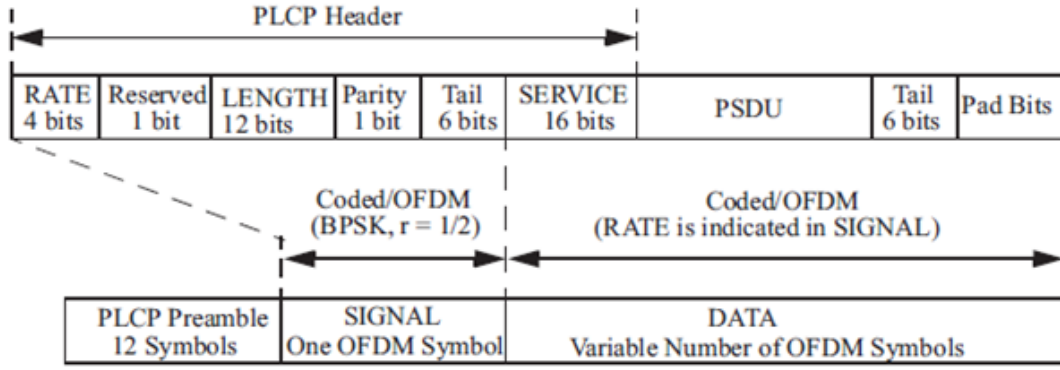 PLCP Header
RATE Reserved LENGTH Parity Tail SERVICE PSDU Tail Pad Bits
4 bits 1 bit 12 bits 1 bit 6 bits 16 bits 6 bits
Coded/OFDM Coded/OFDM
(BPSK, r = 1/2) (RATE is indicated in SIGNAL)
PLCP Preamble SIGNAL DATA
12 Symbols One OFDM Symbol Variable Number of OFDM Symbols